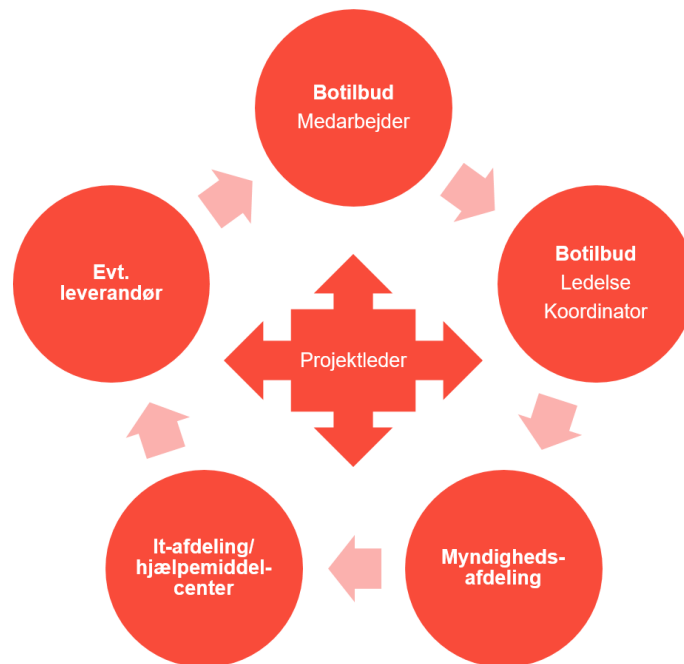 Botilbud
Medarbejder
Botilbud
Ledelse
Koordinator
Evt.
leverandør
Projektleder
It-afdeling/
hjælpemiddel-
center
Myndigheds-
afdeling